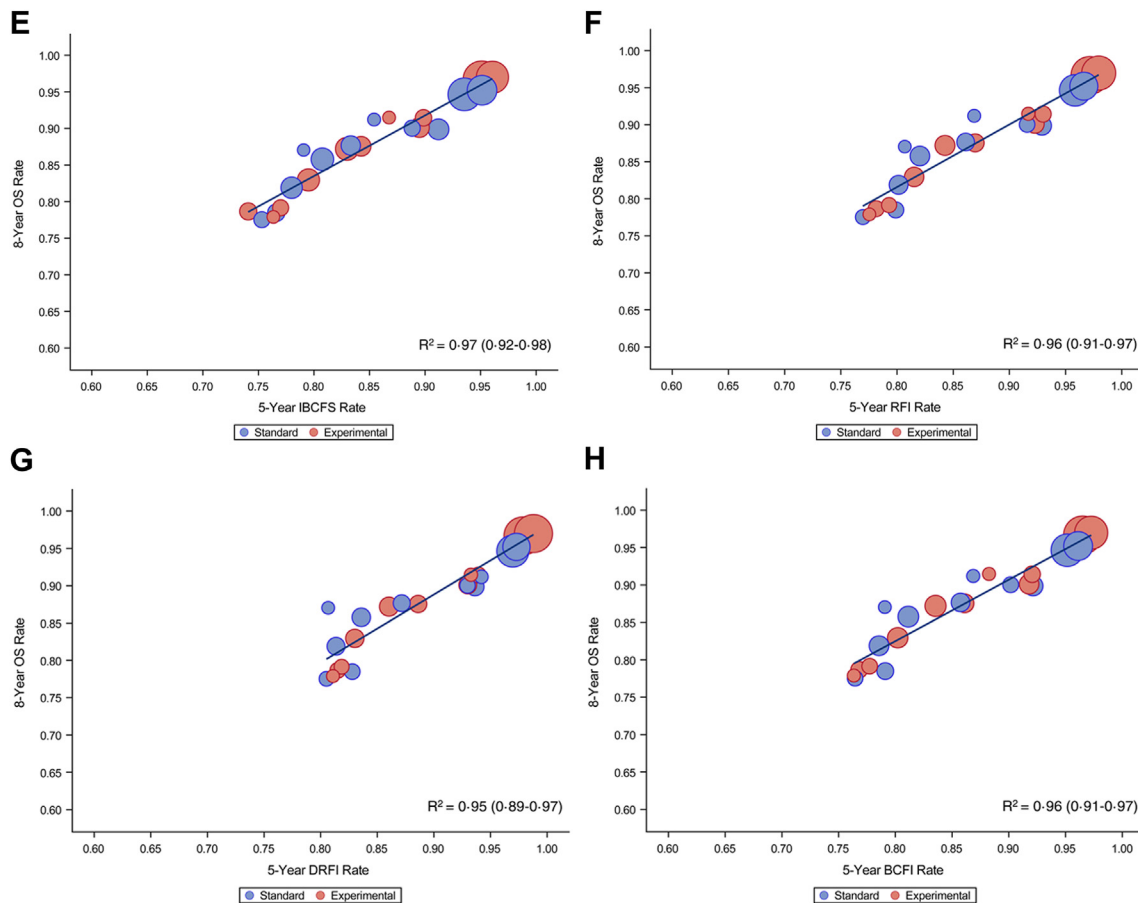 E
1.00
0.95
0.90
0.85
0.80
0.75
0.70
0.65
0.60
8-Year OS Rate
R² = 0·97 (0·92-0·98)
0.60 0.65 0.70 0.75 0.80 0.85 0.90 0.95 1.00
5-Year IBCFS Rate
Standard Experimental
F
1.00
0.95
0.90
0.85
0.80
0.75
0.70
0.65
0.60
8-Year OS Rate
R² = 0·96 (0·91-0·97)
0.60 0.65 0.70 0.75 0.80 0.85 0.90 0.95 1.00
5-Year RFI Rate
Standard Experimental
G
1.00
0.95
0.90
0.85
0.80
0.75
0.70
0.65
0.60
8-Year OS Rate
R² = 0·95 (0·89-0·97)
0.60 0.65 0.70 0.75 0.80 0.85 0.90 0.95 1.00
5-Year DRFI Rate
Standard Experimental
H
1.00
0.95
0.90
0.85
0.80
0.75
0.70
0.65
0.60
8-Year OS Rate
R² = 0·96 (0·91-0·97)
0.60 0.65 0.70 0.75 0.80 0.85 0.90 0.95 1.00
5-Year BCFI Rate
Standard Experimental